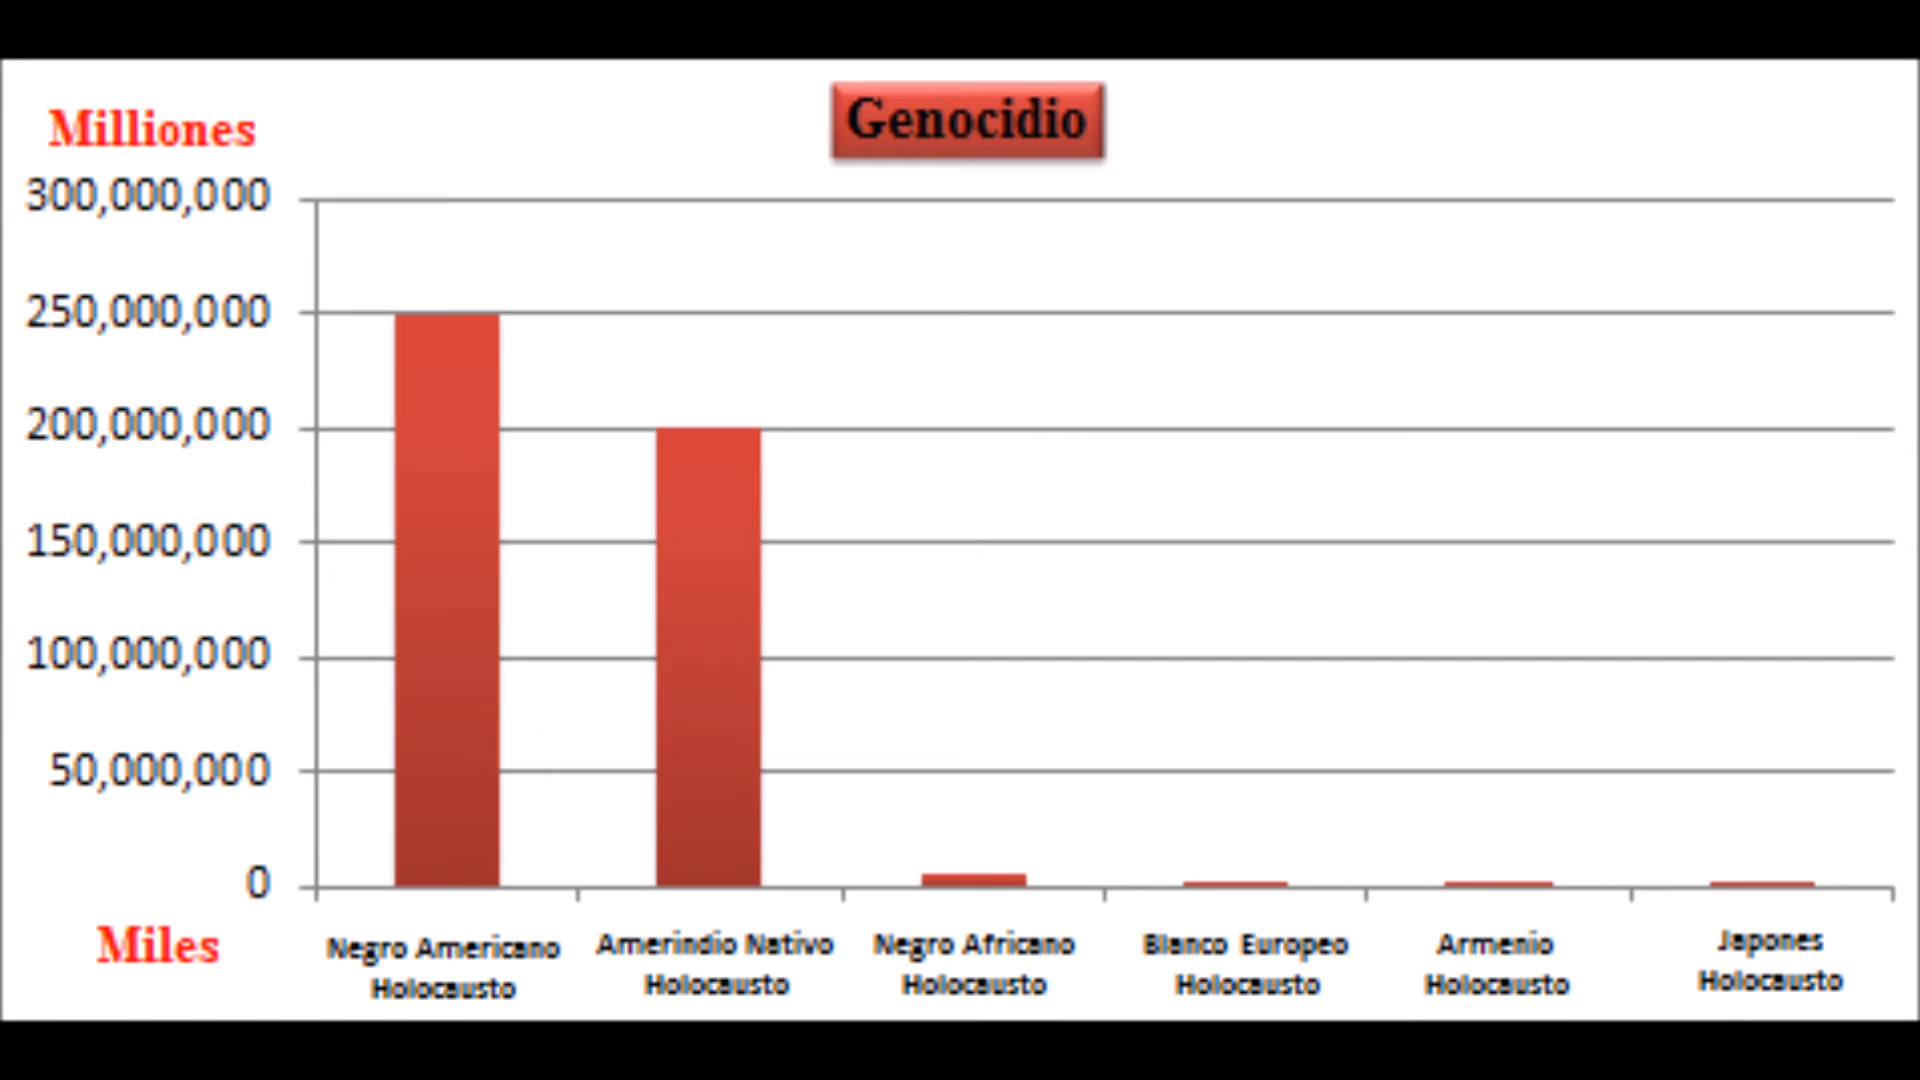 Genocidio
Milliones
300,000,000
250,000,000
200,000,000
150,000,000
100,000,000
50,000,000
0
Miles
Negro Americano
Holocausto
Amerindio Nativo
Holocausto
Negro Africano
Holocausto
Blanco Europeo
Holocausto
Armenio
Holocausto
Japones
Holocausto